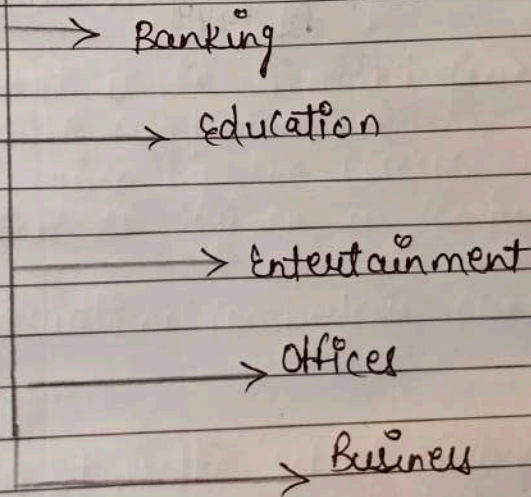 → Banking
→ Education
→ Entertainment
→ Offices
→ Business